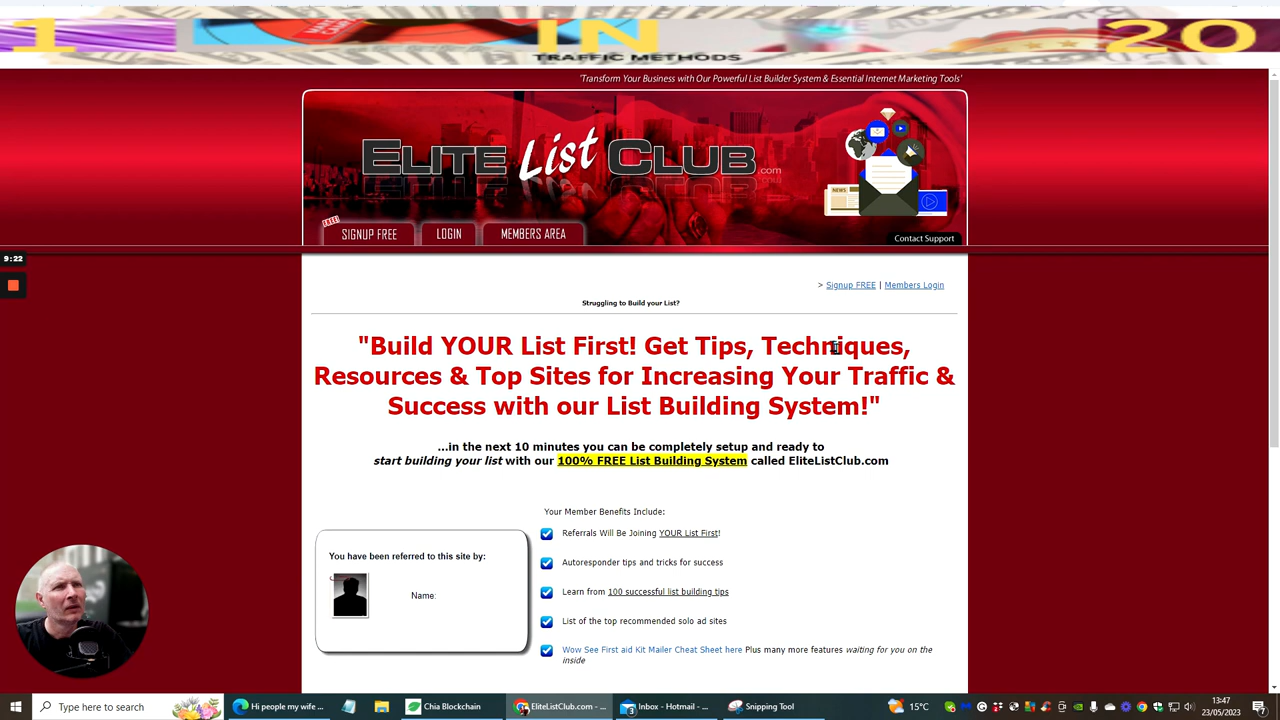 1 IN 20
TRAFFIC METHODS
'Transform Your Business with Our Powerful List Builder System & Essential Internet Marketing Tools'
ELITE List CLUB.com
NEWS
FREE!
SIGNUP FREE
LOGIN
MEMBERS AREA
Contact Support
9:22
> Signup FREE | Members Login
Struggling to Build your List?
"Build YOUR List First! Get Tips, Techniques,
Resources & Top Sites for Increasing Your Traffic &
Success with our List Building System!"
...in the next 10 minutes you can be completely setup and ready to
start building your list with our 100% FREE List Building System called EliteListClub.com
Your Member Benefits Include:
Referrals Will Be Joining YOUR List First!
You have been referred to this site by:
Name:
Autoresponder tips and tricks for success
Learn from 100 successful list building tips
List of the top recommended solo ad sites
Wow See First aid Kit Mailer Cheat Sheet here Plus many more features waiting for you on the
inside
Type here to search
Hi people my wife ...
Chia Blockchain
EliteListClub.com - ...
Inbox - Hotmail - ...
Snipping Tool
15°C
13:47
23/05/2023